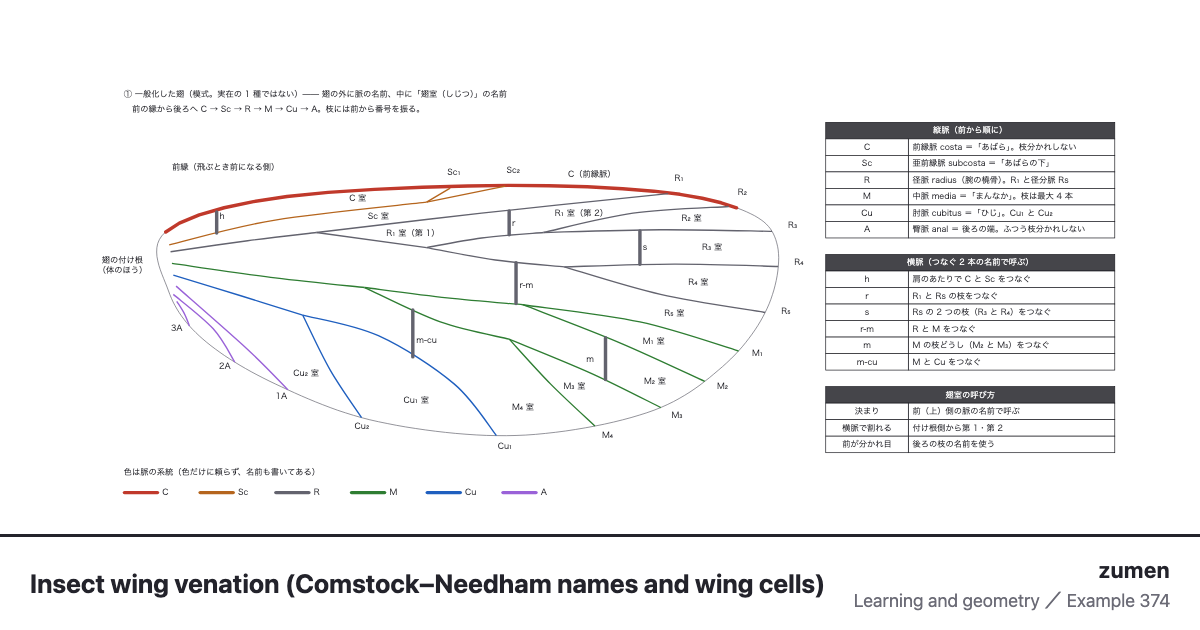 ① 一般化した翅（模式。実在の 1 種ではない）—— 翅の外に脈の名前、中に「翅室（しじつ）」の名前
前の縁から後ろへ C → Sc → R → M → Cu → A。枝には前から番号を振る。
前縁（飛ぶとき前になる側）
Sc₁
Sc₂
C（前縁脈）
R₁
R₂
R₃
R₄
R₅
M₁
M₂
M₃
M₄
Cu₁
Cu₂
1A
2A
3A
翅の付け根
（体のほう）
C 室
h
Sc 室
R₁ 室（第 1）
r
R₁ 室（第 2）
R₂ 室
s
R₃ 室
r-m
R₄ 室
R₅ 室
m-cu
M₁ 室
m
M₂ 室
M₃ 室
M₄ 室
Cu₂ 室
Cu₁ 室
色は脈の系統（色だけに頼らず、名前も書いてある）
C
Sc
R
M
Cu
A
縦脈（前から順に）
C 前縁脈 costa ＝「あばら」。枝分かれしない
Sc 亜前縁脈 subcosta ＝「あばらの下」
R 径脈 radius（腕の橈骨）。R₁ と径分脈 Rs
M 中脈 media ＝「まんなか」。枝は最大 4 本
Cu 肘脈 cubitus ＝「ひじ」。Cu₁ と Cu₂
A 臀脈 anal ＝ 後ろの端。ふつう枝分かれしない
横脈（つなぐ 2 本の名前で呼ぶ）
h 肩のあたりで C と Sc をつなぐ
r R₁ と Rs の枝をつなぐ
s Rs の 2 つの枝（R₃ と R₄）をつなぐ
r-m R と M をつなぐ
m M の枝どうし（M₂ と M₃）をつなぐ
m-cu M と Cu をつなぐ
翅室の呼び方
決まり 前（上）側の脈の名前で呼ぶ
横脈で割れる 付け根側から第 1・第 2
前が分かれ目 後ろの枝の名前を使う
Insect wing venation (Comstock–Needham names and wing cells)
zumen
Learning and geometry ／ Example 374